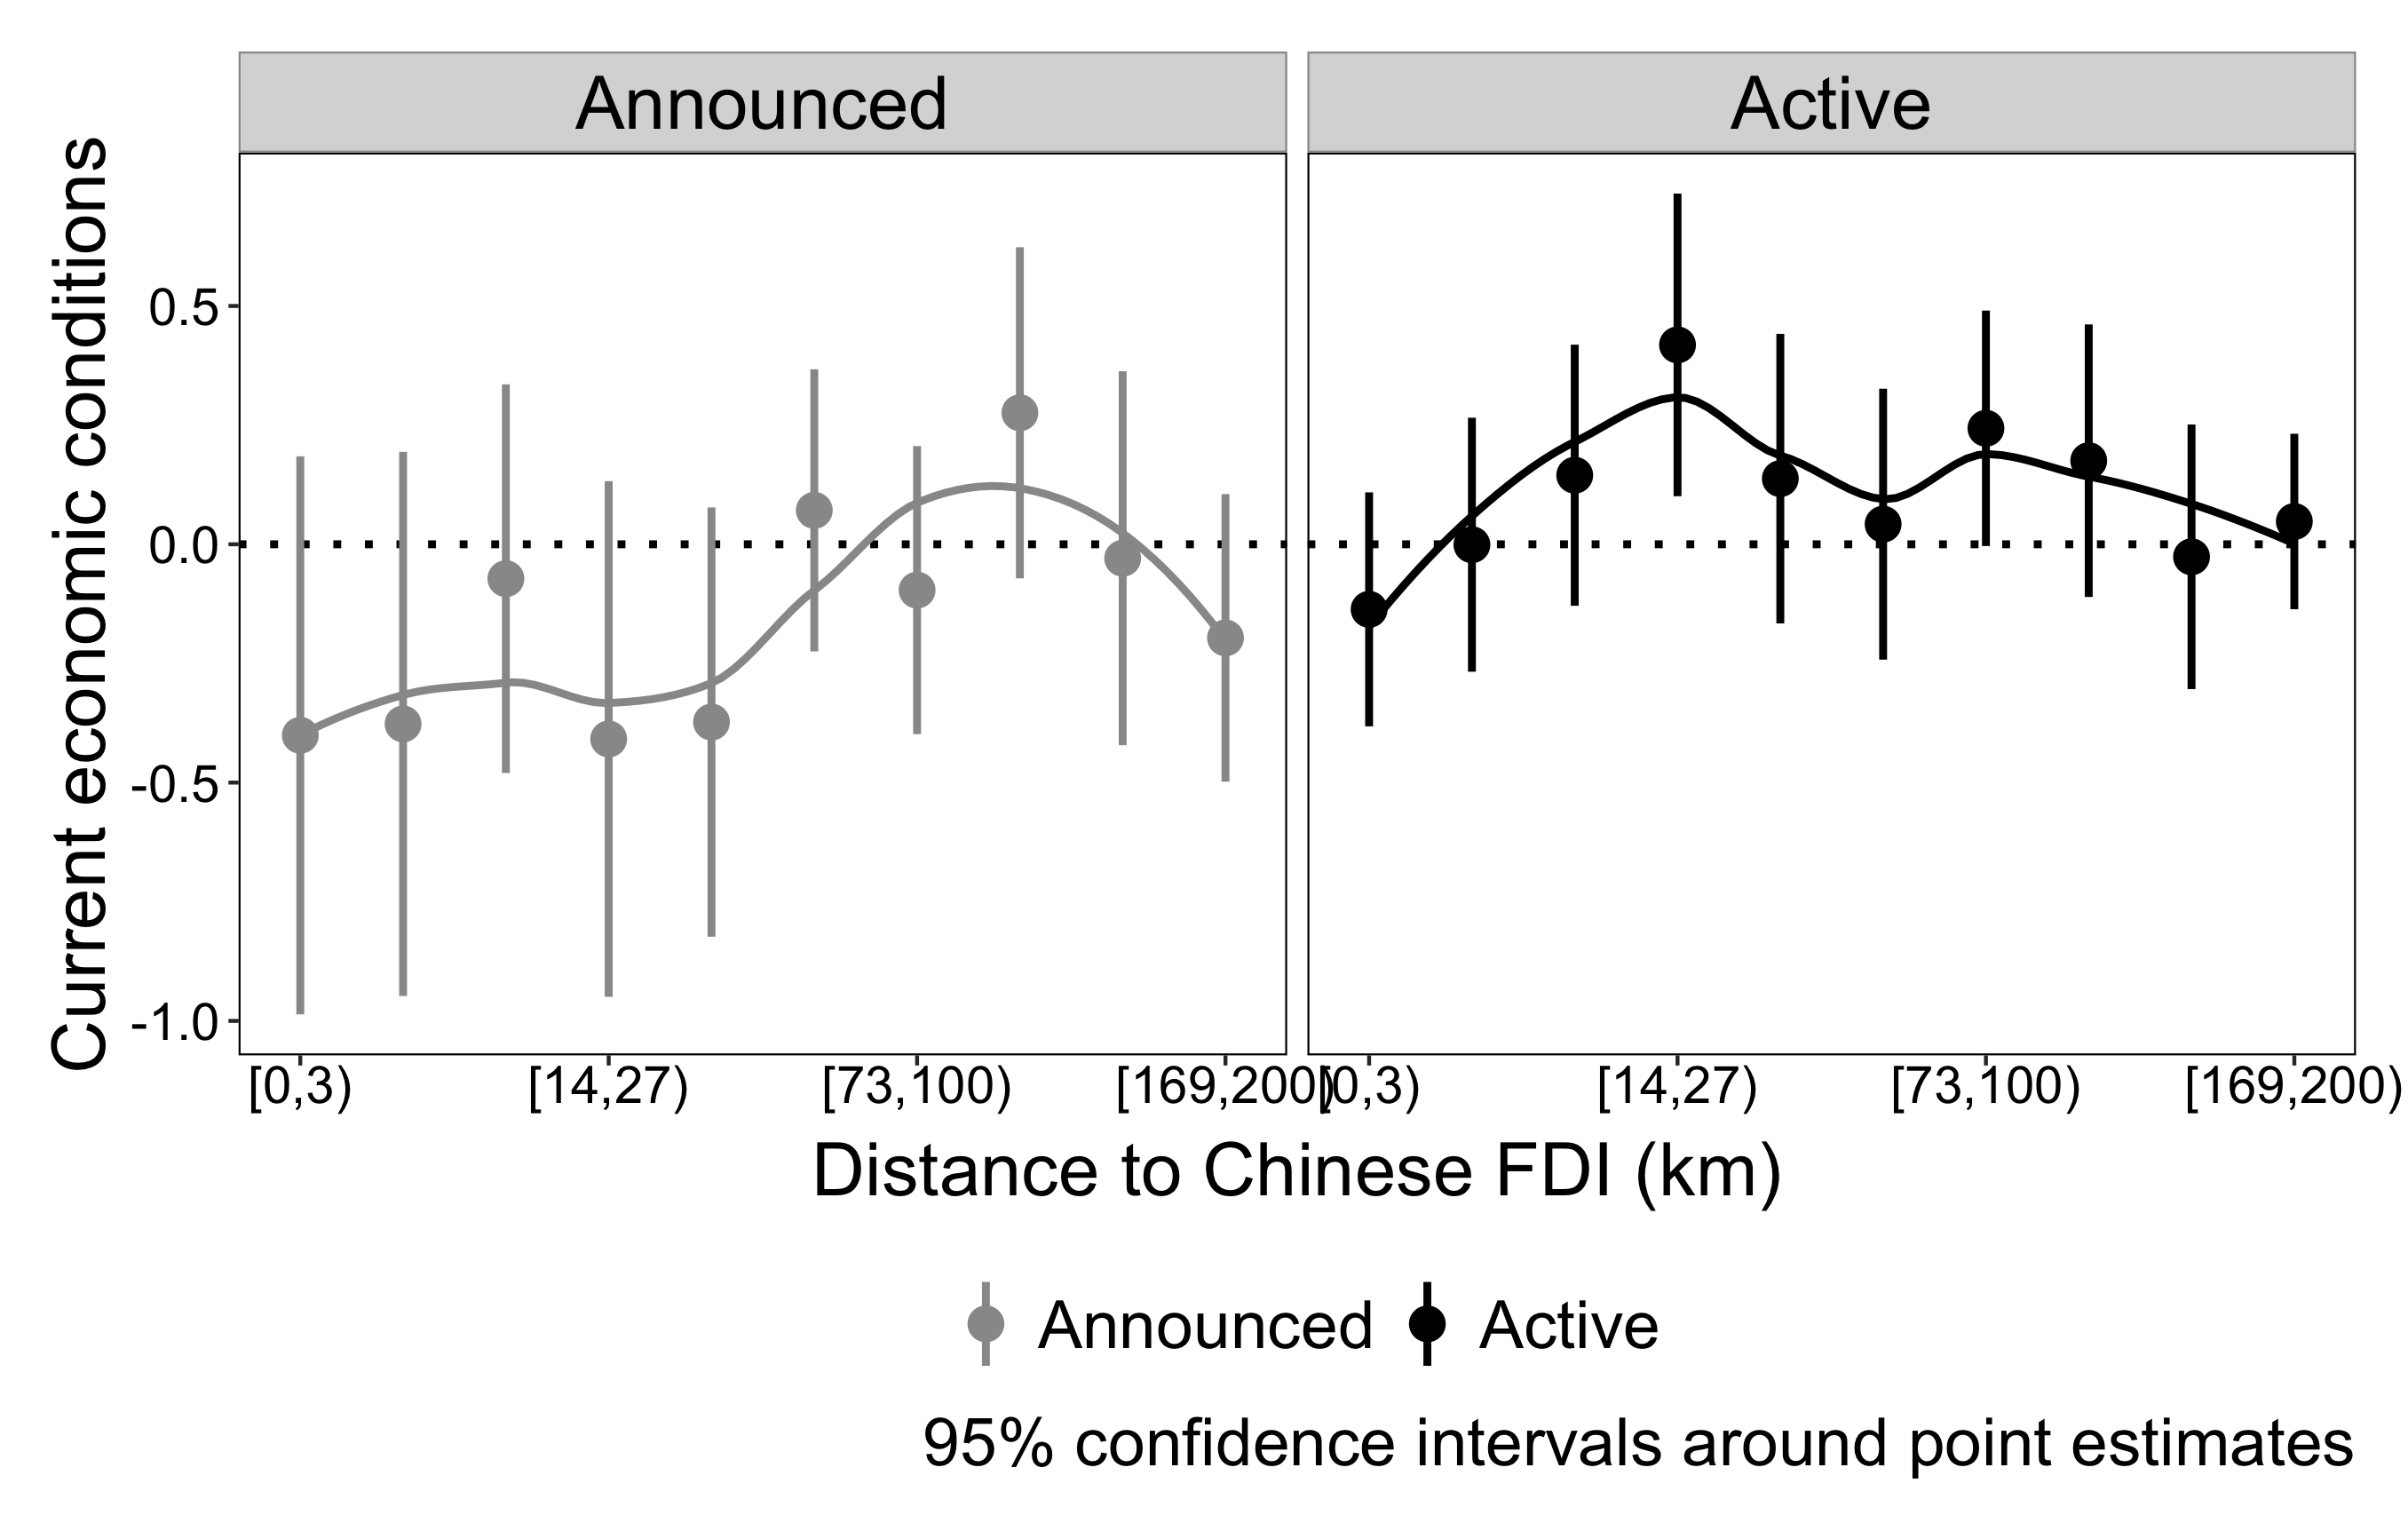 Announced
Active
Current economic conditions
0.5
0.0
-0.5
-1.0
[0,3)
[14,27)
[73,100)
[169,200)
[0,3)
[14,27)
[73,100)
[169,200)
Distance to Chinese FDI (km)
Announced
Active
95% confidence intervals around point estimates